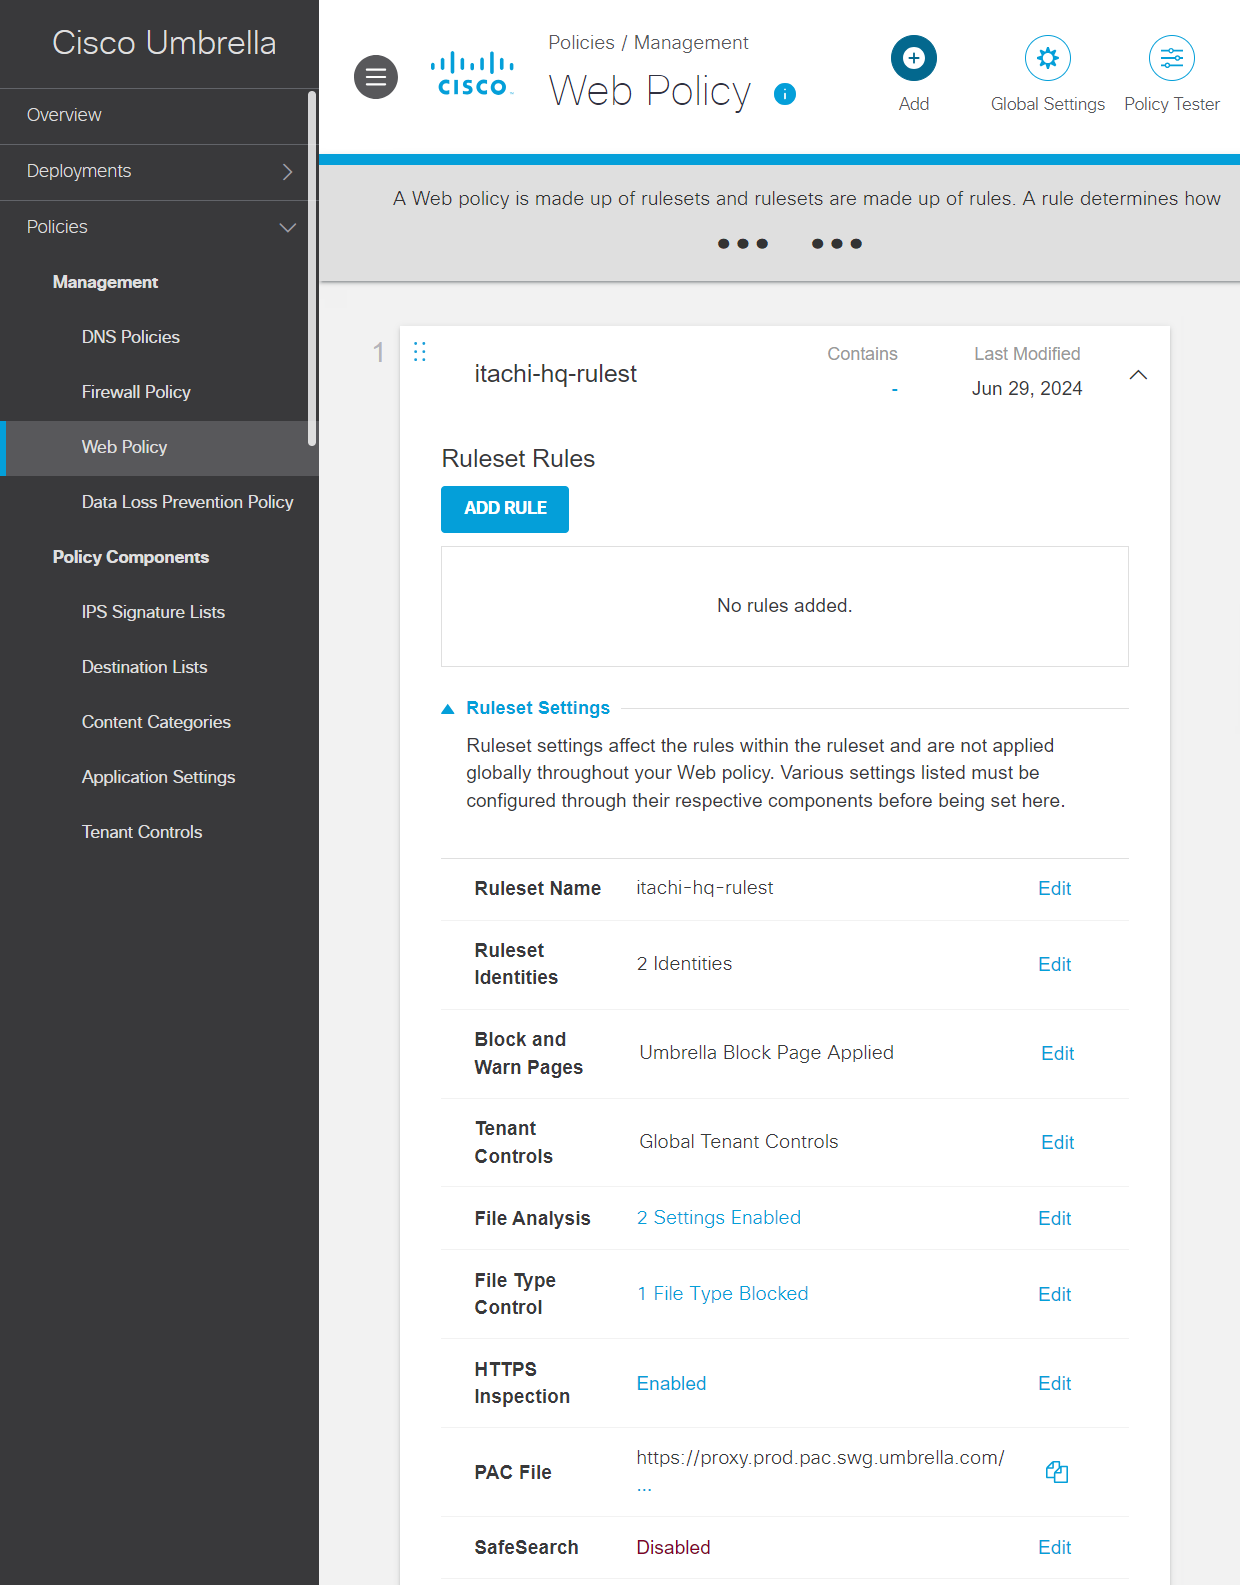 Cisco Umbrella
Overview
Deployments
Policies
Management
DNS Policies
Firewall Policy
Web Policy
Data Loss Prevention Policy
Policy Components
IPS Signature Lists
Destination Lists
Content Categories
Application Settings
Tenant Controls
CISCO
Policies / Management
Web Policy
i
Add
Global Settings
Policy Tester
A Web policy is made up of rulesets and rulesets are made up of rules. A rule determines how
1
itachi-hq-rulest
Contains
-
Last Modified
Jun 29, 2024
Ruleset Rules
ADD RULE
No rules added.
Ruleset Settings
Ruleset settings affect the rules within the ruleset and are not applied
globally throughout your Web policy. Various settings listed must be
configured through their respective components before being set here.
Ruleset Name itachi-hq-rulest Edit
Ruleset
Identities
2 Identities Edit
Block and
Warn Pages
Umbrella Block Page Applied Edit
Tenant
Controls
Global Tenant Controls Edit
File Analysis 2 Settings Enabled Edit
File Type
Control
1 File Type Blocked Edit
HTTPS
Inspection
Enabled Edit
PAC File
https://proxy.prod.pac.swg.umbrella.com/
...
SafeSearch Disabled Edit